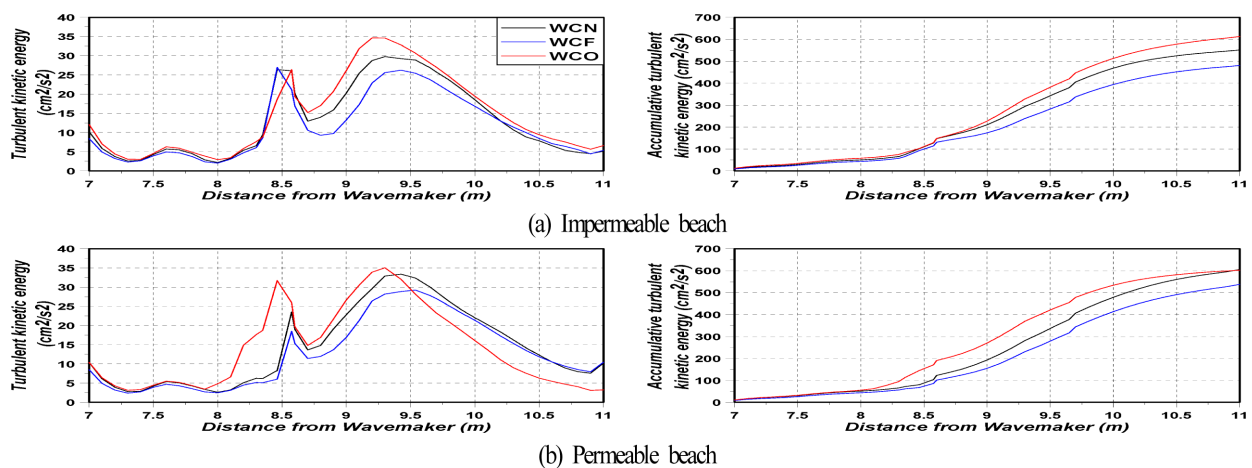 Turbulent kinetic energy
(cm2/s2)
40
35
30
25
20
15
10
5
0
WCN
WCF
WCO
7 7.5 8 8.5 9 9.5 10 10.5 11
Distance from Wavemaker (m)
Accumulative turbulent
kinetic energy (cm2/s2)
700
600
500
400
300
200
100
0
7 7.5 8 8.5 9 9.5 10 10.5 11
Distance from Wavemaker (m)
(a) Impermeable beach
Turbulent kinetic energy
(cm2/s2)
40
35
30
25
20
15
10
5
0
7 7.5 8 8.5 9 9.5 10 10.5 11
Distance from Wavemaker (m)
Accumulative turbulent
kinetic energy (cm2/s2)
700
600
500
400
300
200
100
0
7 7.5 8 8.5 9 9.5 10 10.5 11
Distance from Wavemaker (m)
(b) Permeable beach